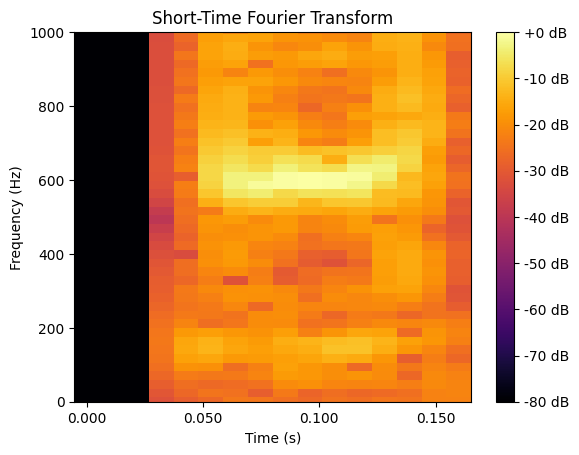 Short-Time Fourier Transform
1000
800
600
400
200
0
Frequency (Hz)
0.000
0.050
0.100
0.150
Time (s)
+0 dB
-10 dB
-20 dB
-30 dB
-40 dB
-50 dB
-60 dB
-70 dB
-80 dB